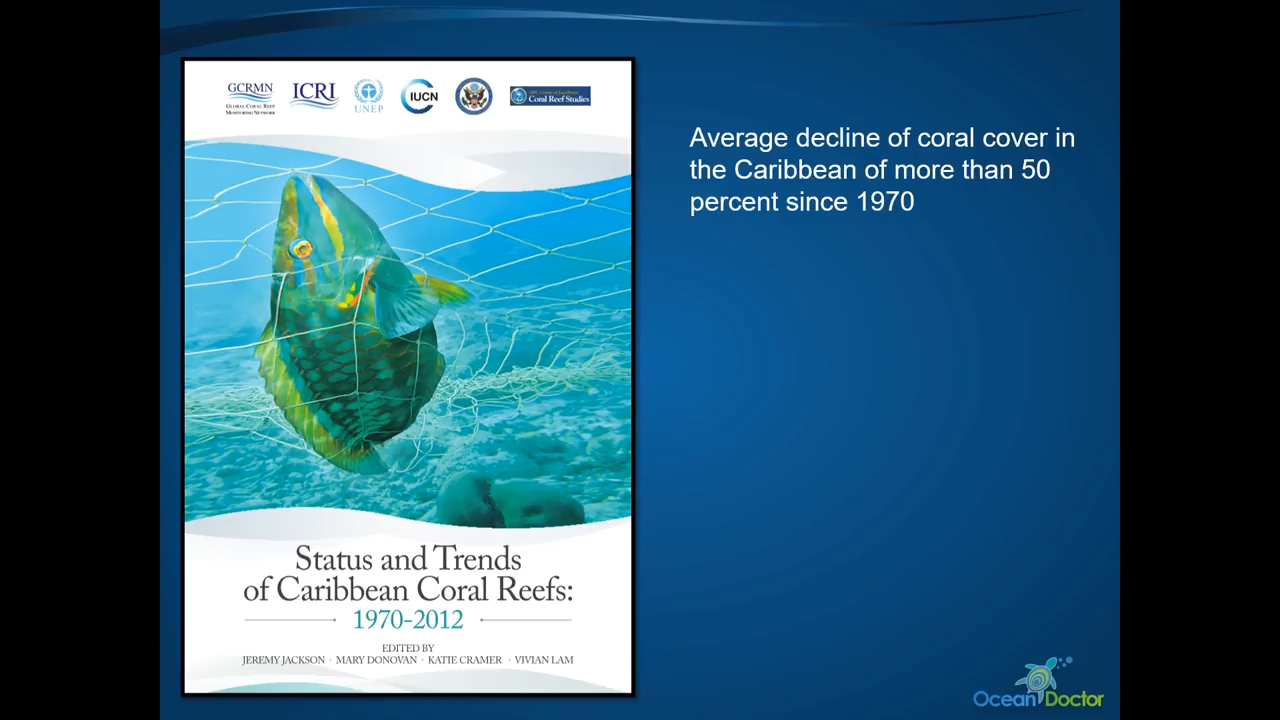 GCRMN
GLOBAL CORAL REEF
MONITORING NETWORK
ICRI
UNEP
IUCN
Coral Reef Studies
Average decline of coral cover in
the Caribbean of more than 50
percent since 1970
Status and Trends
of Caribbean Coral Reefs:
1970-2012
EDITED BY
JEREMY JACKSON · MARY DONOVAN · KATIE CRAMER · VIVIAN LAM
OceanDoctor